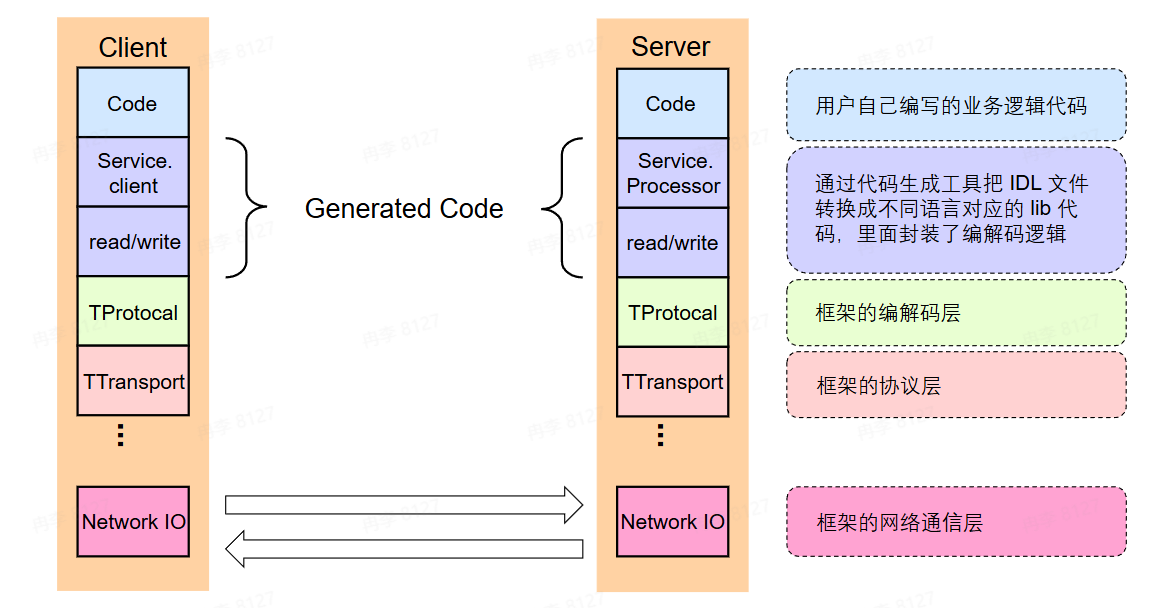 Client
Code
Service.
client
read/write
TProtocal
TTransport
Network IO
Generated Code
Server
Code
Service.
Processor
read/write
TProtocal
TTransport
Network IO
用户自己编写的业务逻辑代码
通过代码生成工具把 IDL 文件
转换成不同语言对应的 lib 代
码，里面封装了编解码逻辑
框架的编解码层
框架的协议层
框架的网络通信层
冉李 8127